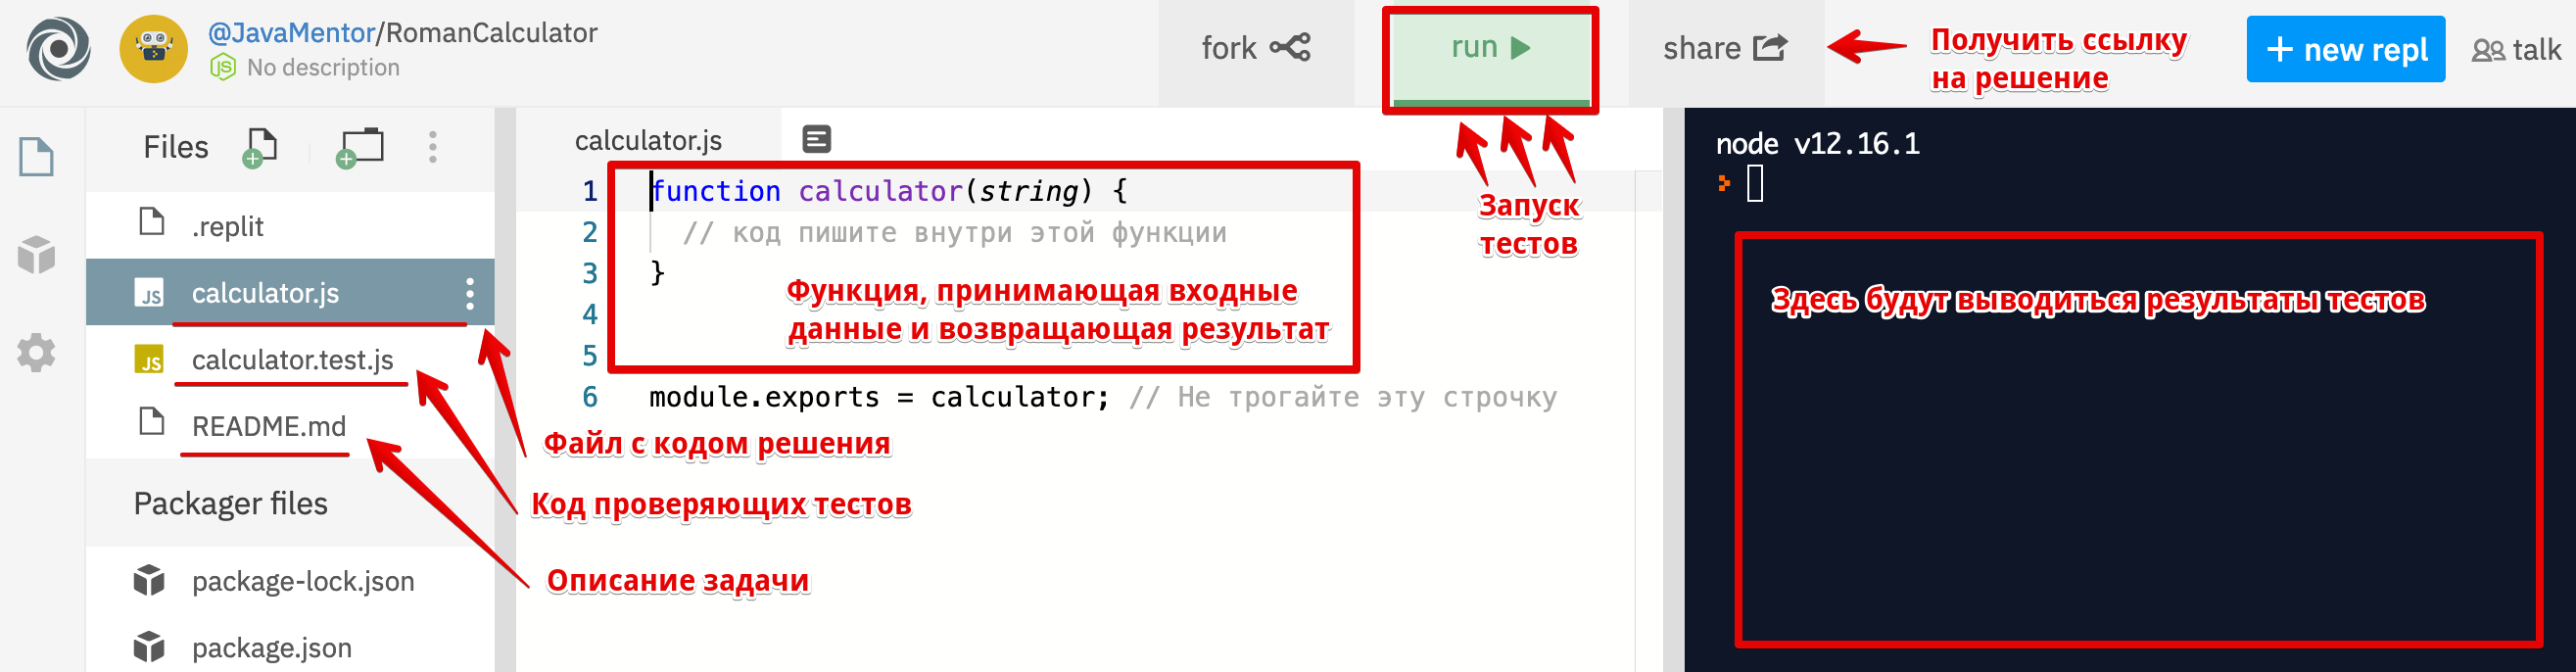 @JavaMentor/RomanCalculator
No description
fork
run
share
Получить ссылку
на решение
+ new repl
talk
Files
.replit
JS calculator.js
JS calculator.test.js
README.md
Packager files
package-lock.json
package.json
calculator.js
1 function calculator(string) {
2 // код пишите внутри этой функции
3 }
4
5
6 module.exports = calculator; // Не трогайте эту строчку
Функция, принимающая входные
данные и возвращающая результат
Запуск
тестов
Файл с кодом решения
Код проверяющих тестов
Описание задачи
node v12.16.1
Здесь будут выводиться результаты тестов